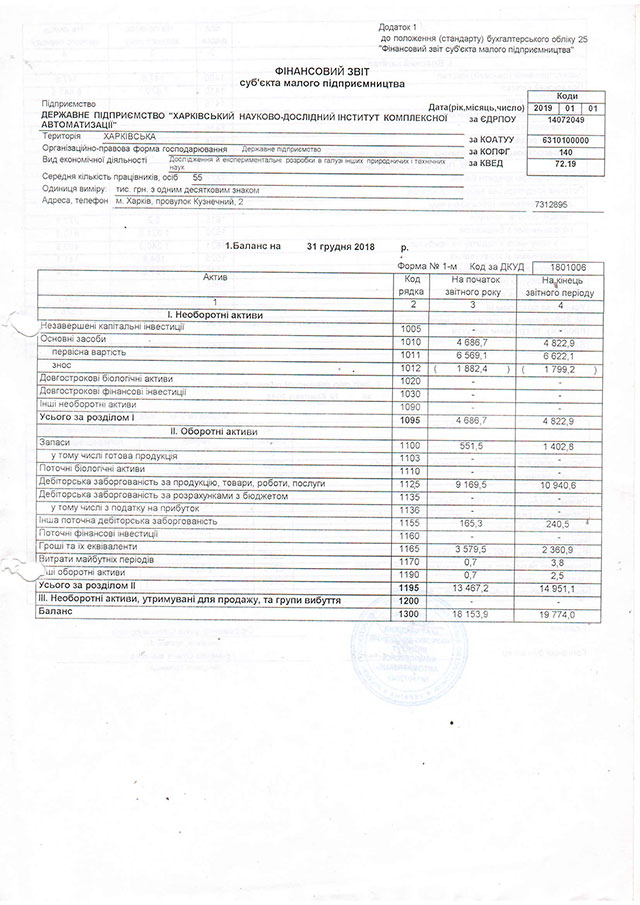 Додаток 1
до положення (стандарту) бухгалтерського обліку 25
"Фінансовий звіт суб'єкта малого підприємництва"
ФІНАНСОВИЙ ЗВІТ
суб'єкта малого підприємництва
Коди
Підприємство Дата(рік,місяць,число) 2019 01 01
ДЕРЖАВНЕ ПІДПРИЄМСТВО "ХАРКІВСЬКИЙ НАУКОВО-ДОСЛІДНИЙ ІНСТИТУТ КОМПЛЕКСНОЇ за ЄДРПОУ 14072049
АВТОМАТИЗАЦІЇ"
Територія ХАРКІВСЬКА за КОАТУУ 6310100000
Організаційно-правова форма господарювання Державне підприємство за КОПФГ 140
Вид економічної діяльності Дослідження й експериментальні розробки в галузі інших природничих і технічних за КВЕД 72.19
наук
Середня кількість працівників, осіб 55
Одиниця виміру: тис. грн. з одним десятковим знаком
Адреса, телефон м. Харків, провулок Кузнечний, 2 7312895
1.Баланс на 31 грудня 2018 р.
Форма № 1-м Код за ДКУД 1801006
Актив Код На початок На кінець
рядка звітного року звітного періоду
1 2 3 4
І. Необоротні активи
Незавершені капітальні інвестиції 1005 - -
Основні засоби 1010 4 686,7 4 822,9
первісна вартість 1011 6 569,1 6 622,1
знос 1012 ( 1 882,4 ) ( 1 799,2 )
Довгострокові біологічні активи 1020 - -
Довгострокові фінансові інвестиції 1030 - -
Інші необоротні активи 1090 - -
Усього за розділом І 1095 4 686,7 4 822,9
ІІ. Оборотні активи
Запаси 1100 551,5 1 402,8
у тому числі готова продукція 1103 - -
Поточні біологічні активи 1110 - -
Дебіторська заборгованість за продукцію, товари, роботи, послуги 1125 9 169,5 10 940,6
Дебіторська заборгованість за розрахунками з бюджетом 1135 - -
у тому числі з податку на прибуток 1136 - -
Інша поточна дебіторська заборгованість 1155 165,3 240,5
Поточні фінансові інвестиції 1160 - -
Гроші та їх еквіваленти 1165 3 579,5 2 360,9
Витрати майбутніх періодів 1170 0,7 3,8
оборотні активи 1190 0,7 2,5
Усього за розділом ІІ 1195 13 467,2 14 951,1
ІІІ. Необоротні активи, утримувані для продажу, та групи вибуття 1200 - -
Баланс 1300 18 153,9 19 774,0